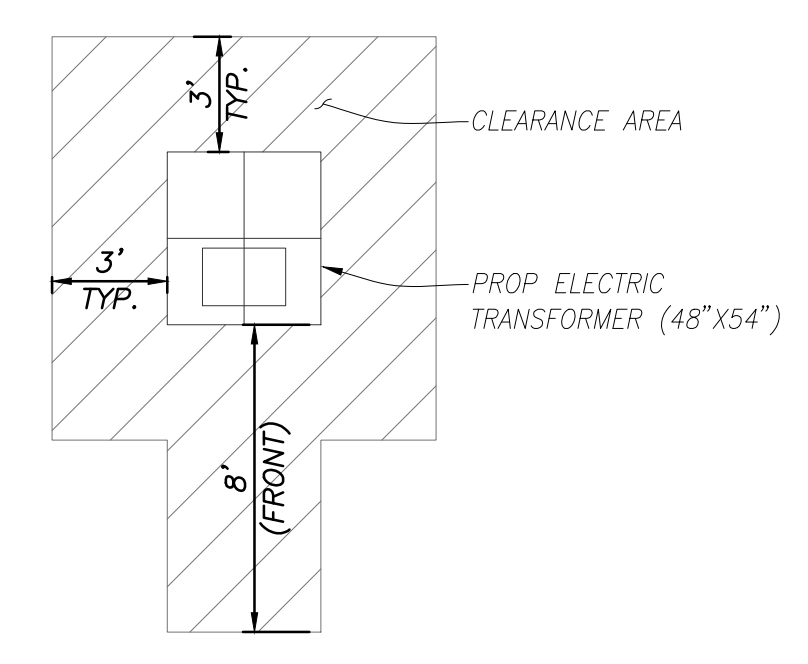 3'
TYP.
CLEARANCE AREA
3'
TYP.
PROP ELECTRIC
TRANSFORMER (48"X54")
8'
(FRONT)